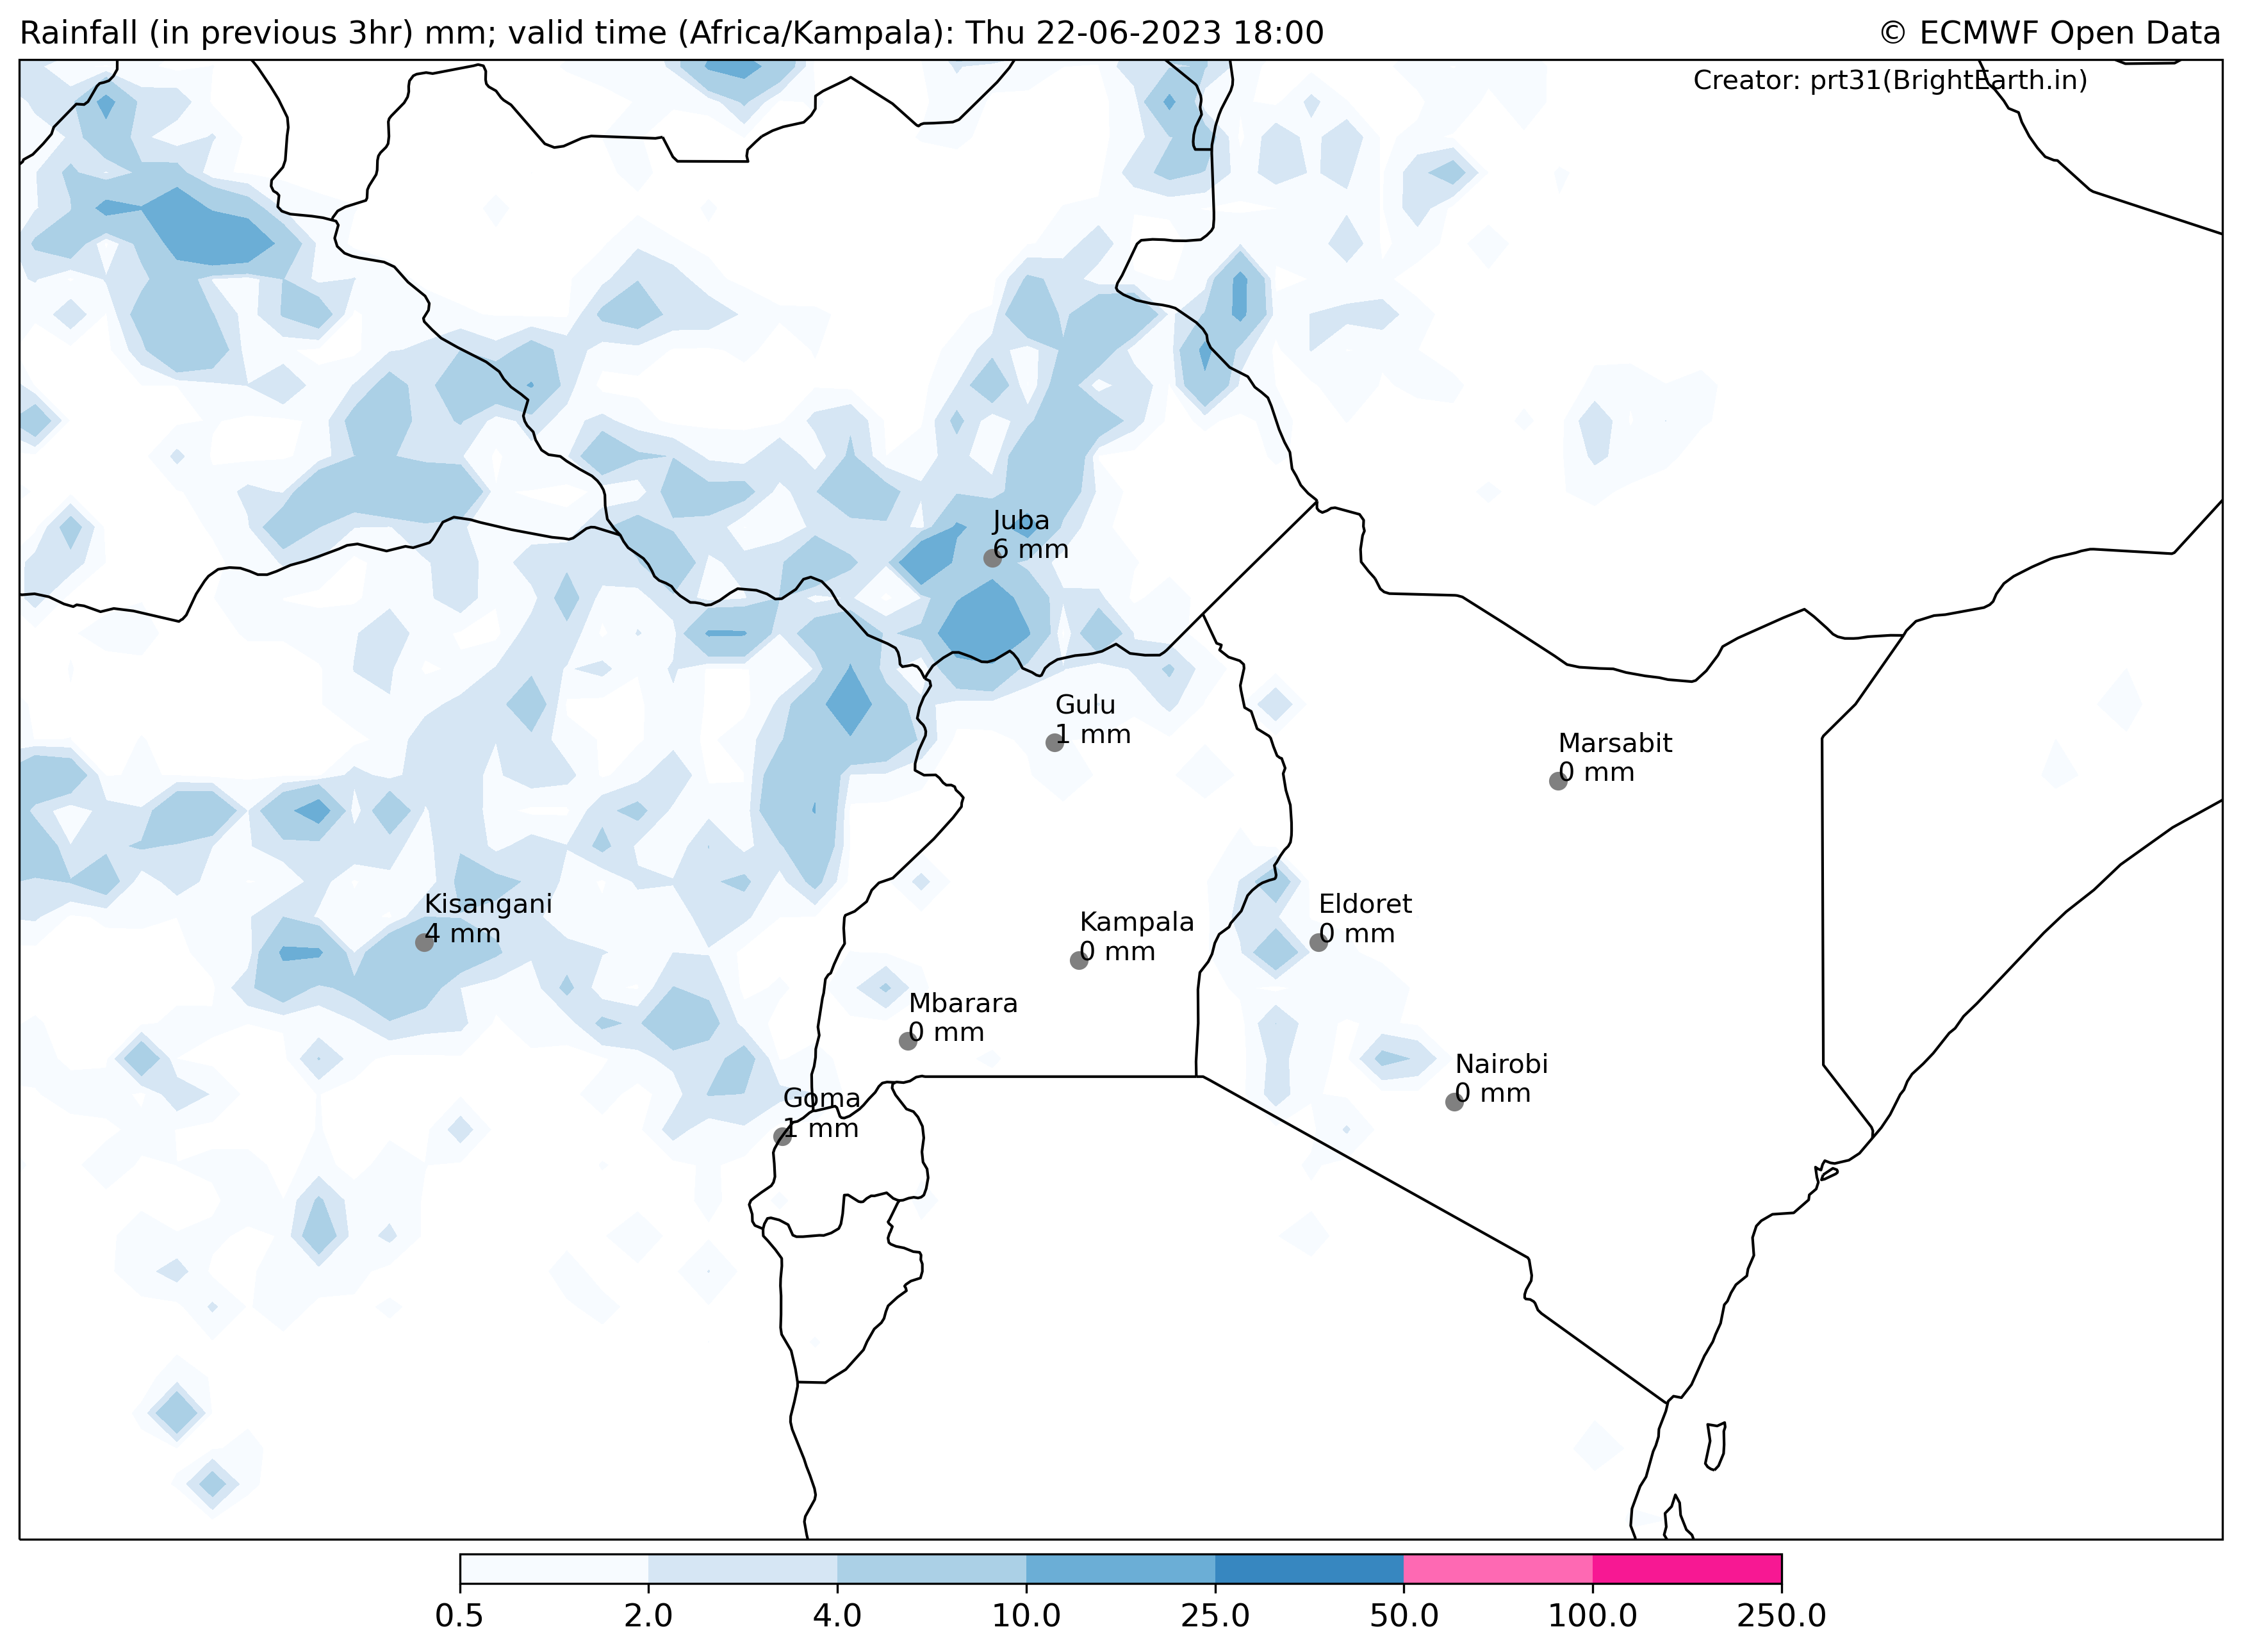 Rainfall (in previous 3hr) mm; valid time (Africa/Kampala): Thu 22-06-2023 18:00
© ECMWF Open Data
Creator: prt31(BrightEarth.in)
Juba
6 mm
Gulu
1 mm
Marsabit
0 mm
Kisangani
4 mm
Kampala
0 mm
Eldoret
0 mm
Mbarara
0 mm
Nairobi
0 mm
Goma
1 mm
0.5 2.0 4.0 10.0 25.0 50.0 100.0 250.0